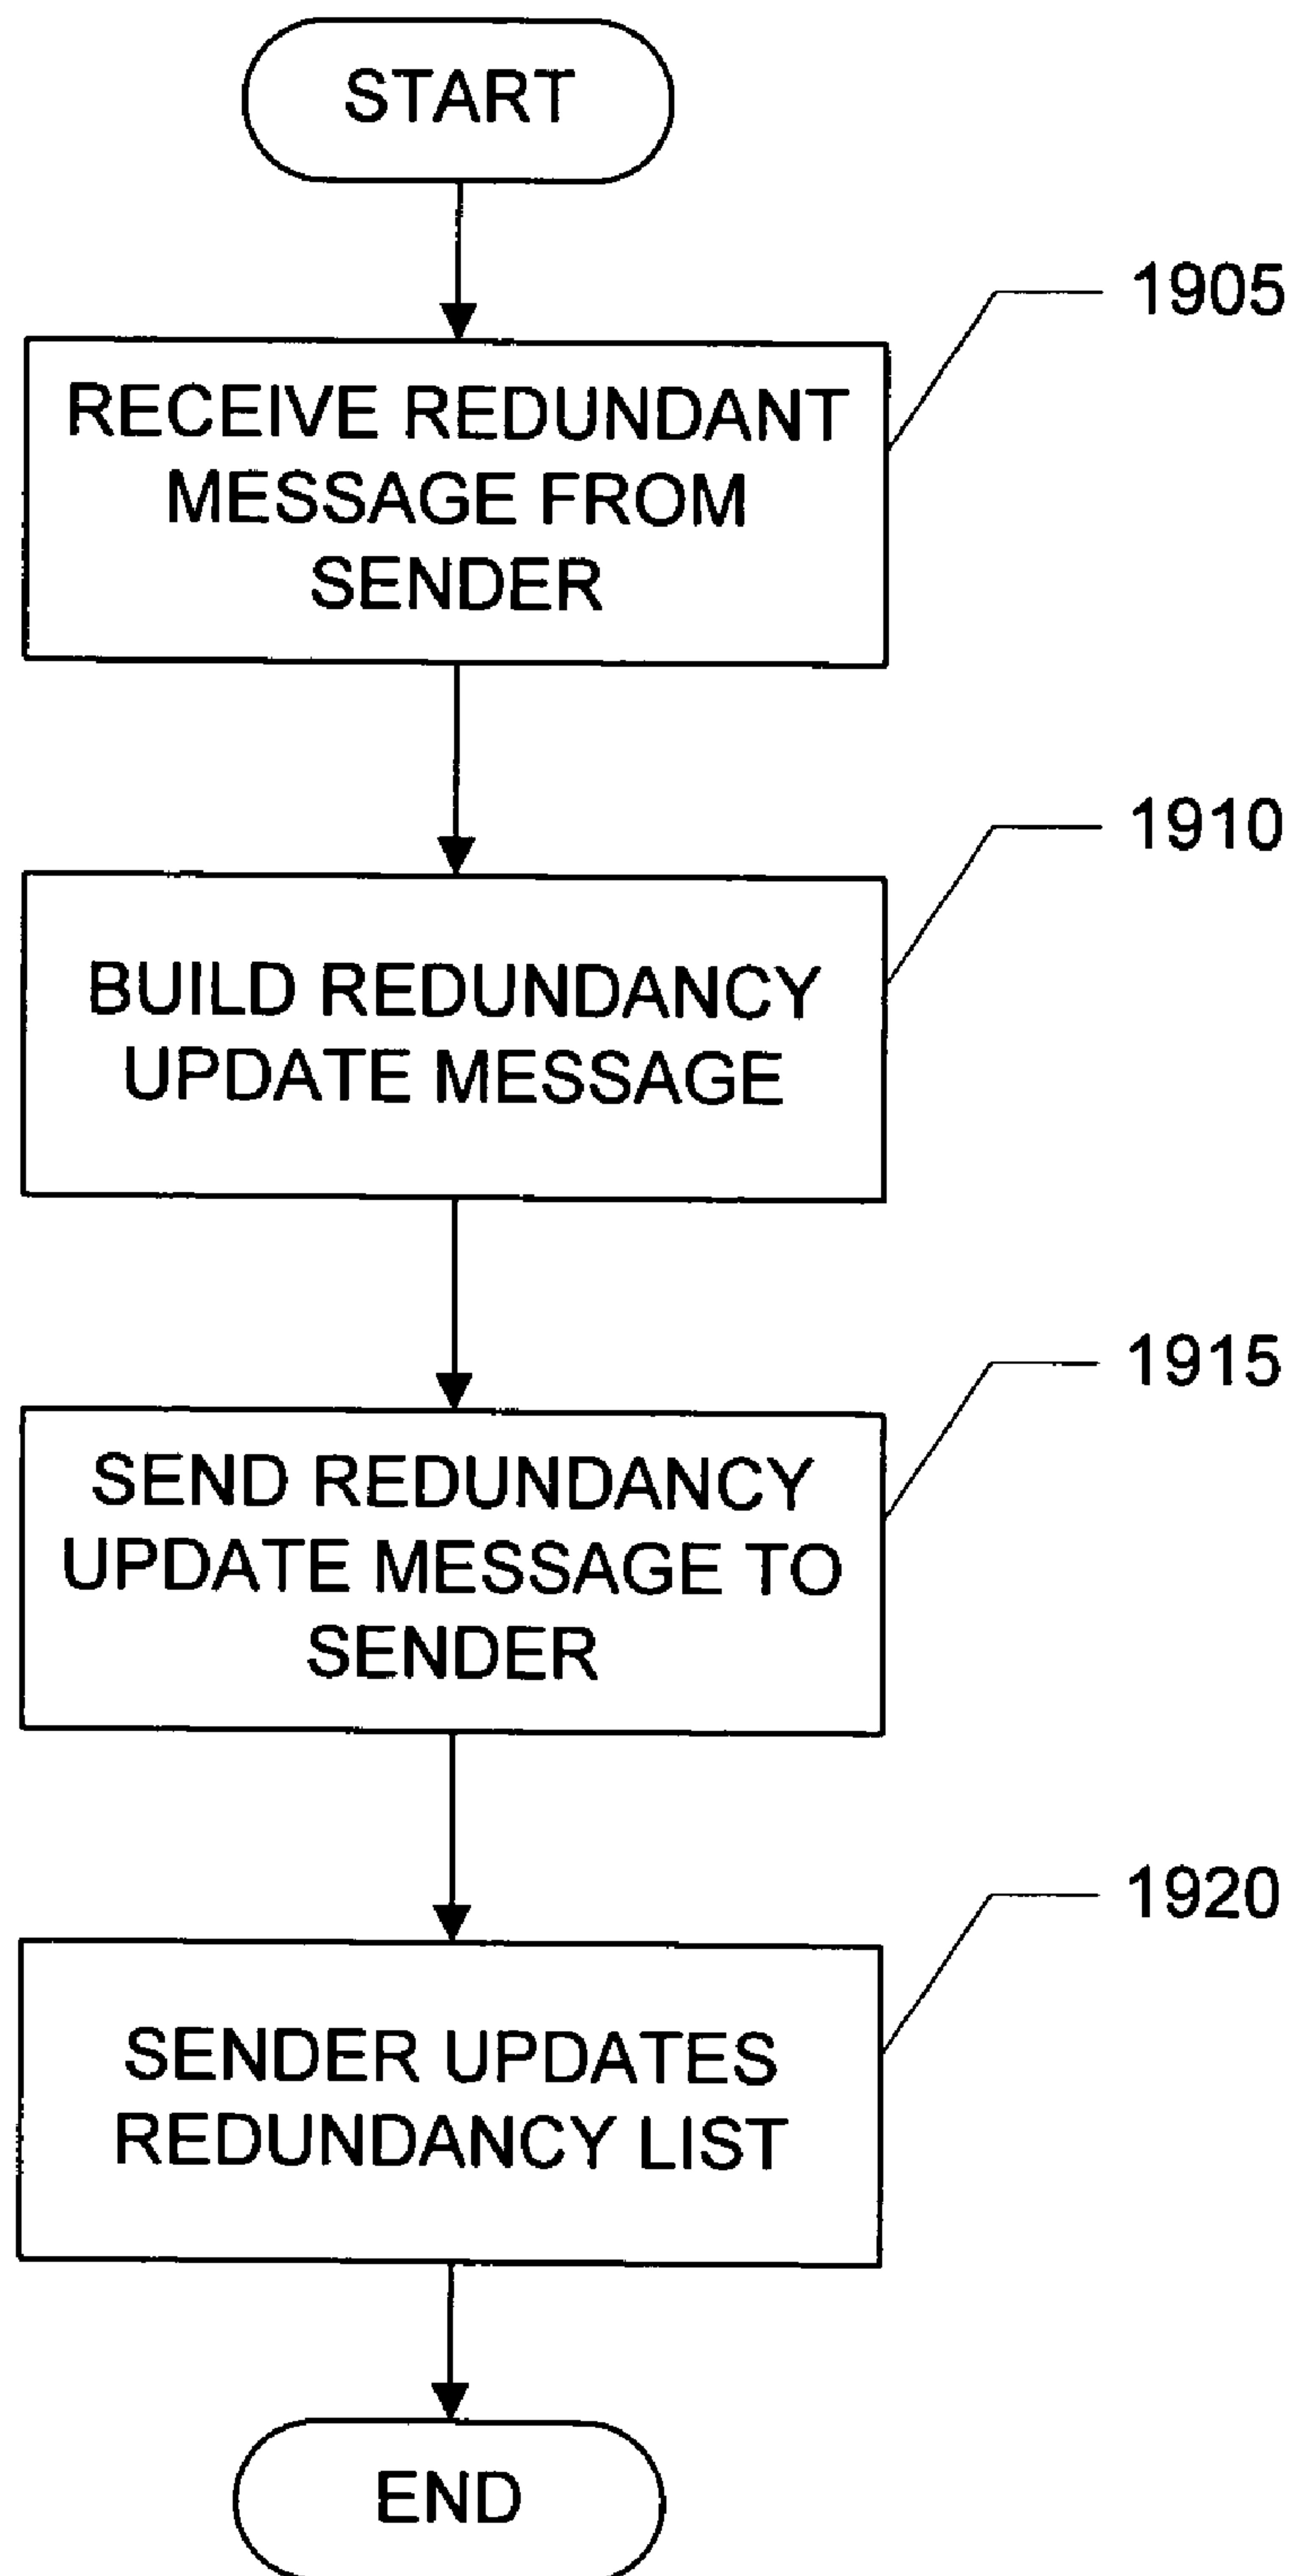 START
1905
RECEIVE REDUNDANT
MESSAGE FROM
SENDER
1910
BUILD REDUNDANCY
UPDATE MESSAGE
1915
SEND REDUNDANCY
UPDATE MESSAGE TO
SENDER
1920
SENDER UPDATES
REDUNDANCY LIST
END